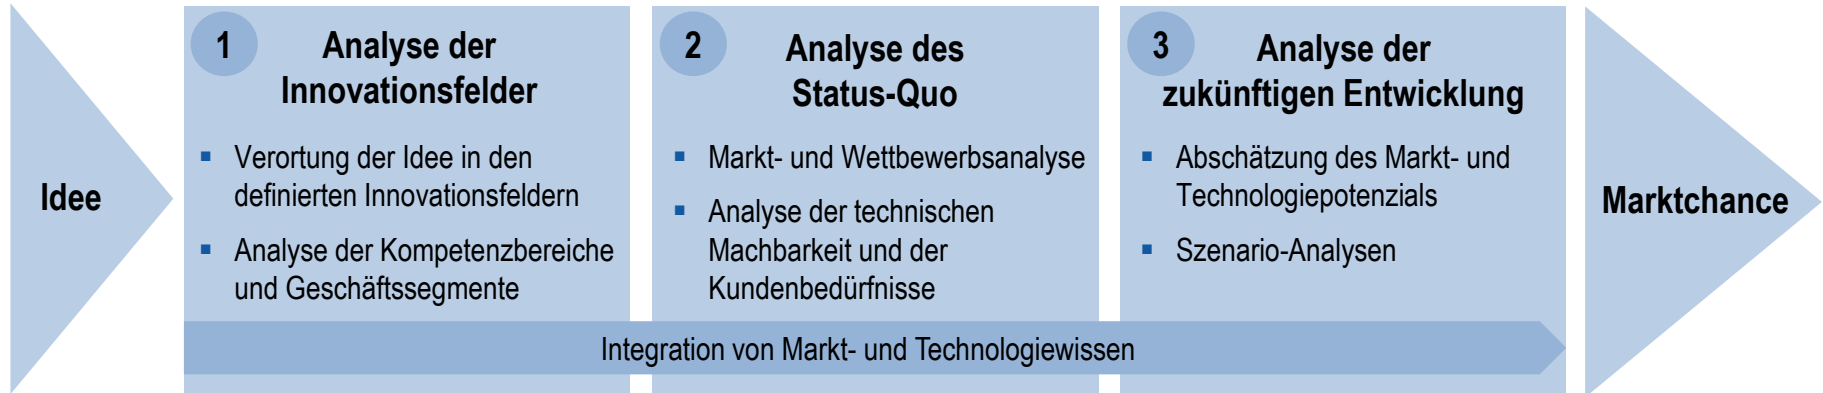 Idee
1
Analyse der
Innovationsfelder
▪ Verortung der Idee in den
definierten Innovationsfeldern
▪ Analyse der Kompetenzbereiche
und Geschäftssegmente
2
Analyse des
Status-Quo
▪ Markt- und Wettbewerbsanalyse
▪ Analyse der technischen
Machbarkeit und der
Kundenbedürfnisse
3
Analyse der
zukünftigen Entwicklung
▪ Abschätzung des Markt- und
Technologiepotenzials
▪ Szenario-Analysen
Integration von Markt- und Technologiewissen
Marktchance